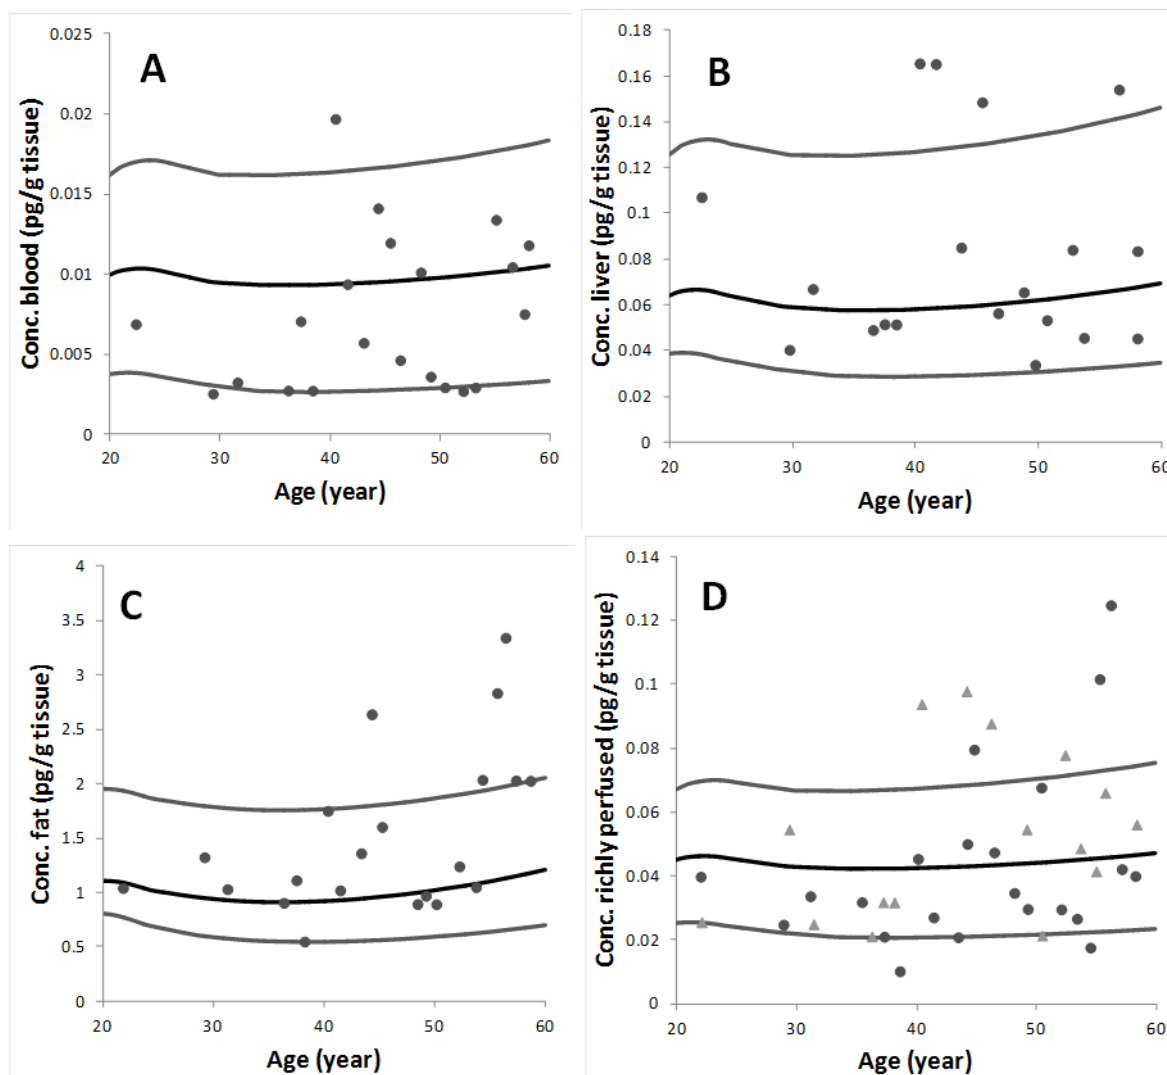 A
Conc. blood (pg/g tissue)
0.025
0.02
0.015
0.01
0.005
0
20 30 40 50 60
Age (year)
B
Conc. liver (pg/g tissue)
0.18
0.16
0.14
0.12
0.1
0.08
0.06
0.04
0.02
0
20 30 40 50 60
Age (year)
C
Conc. fat (pg/g tissue)
4
3.5
3
2.5
2
1.5
1
0.5
0
20 30 40 50 60
Age (year)
D
Conc. richly perfused (pg/g tissue)
0.14
0.12
0.1
0.08
0.06
0.04
0.02
0
20 30 40 50 60
Age (year)